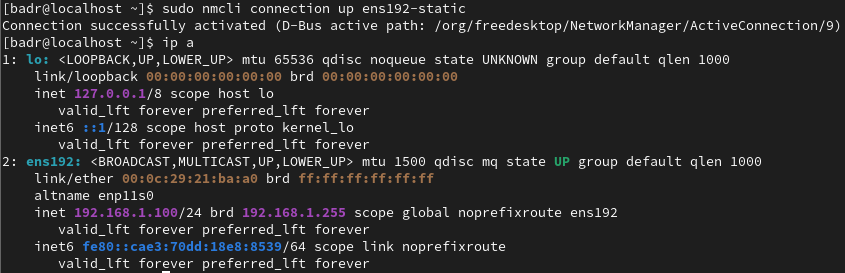 [badr@localhost ~]$ sudo nmcli connection up ens192-static
Connection successfully activated (D-Bus active path: /org/freedesktop/NetworkManager/ActiveConnection/9)
[badr@localhost ~]$ ip a
1: lo: <LOOPBACK,UP,LOWER_UP> mtu 65536 qdisc noqueue state UNKNOWN group default qlen 1000
    link/loopback 00:00:00:00:00:00 brd 00:00:00:00:00:00
    inet 127.0.0.1/8 scope host lo
       valid_lft forever preferred_lft forever
    inet6 ::1/128 scope host proto kernel_lo
       valid_lft forever preferred_lft forever
2: ens192: <BROADCAST,MULTICAST,UP,LOWER_UP> mtu 1500 qdisc mq state UP group default qlen 1000
    link/ether 00:0c:29:21:ba:a0 brd ff:ff:ff:ff:ff:ff
    altname enp11s0
    inet 192.168.1.100/24 brd 192.168.1.255 scope global noprefixroute ens192
       valid_lft forever preferred_lft forever
    inet6 fe80::cae3:70dd:18e8:8539/64 scope link noprefixroute
       valid_lft forever preferred_lft forever